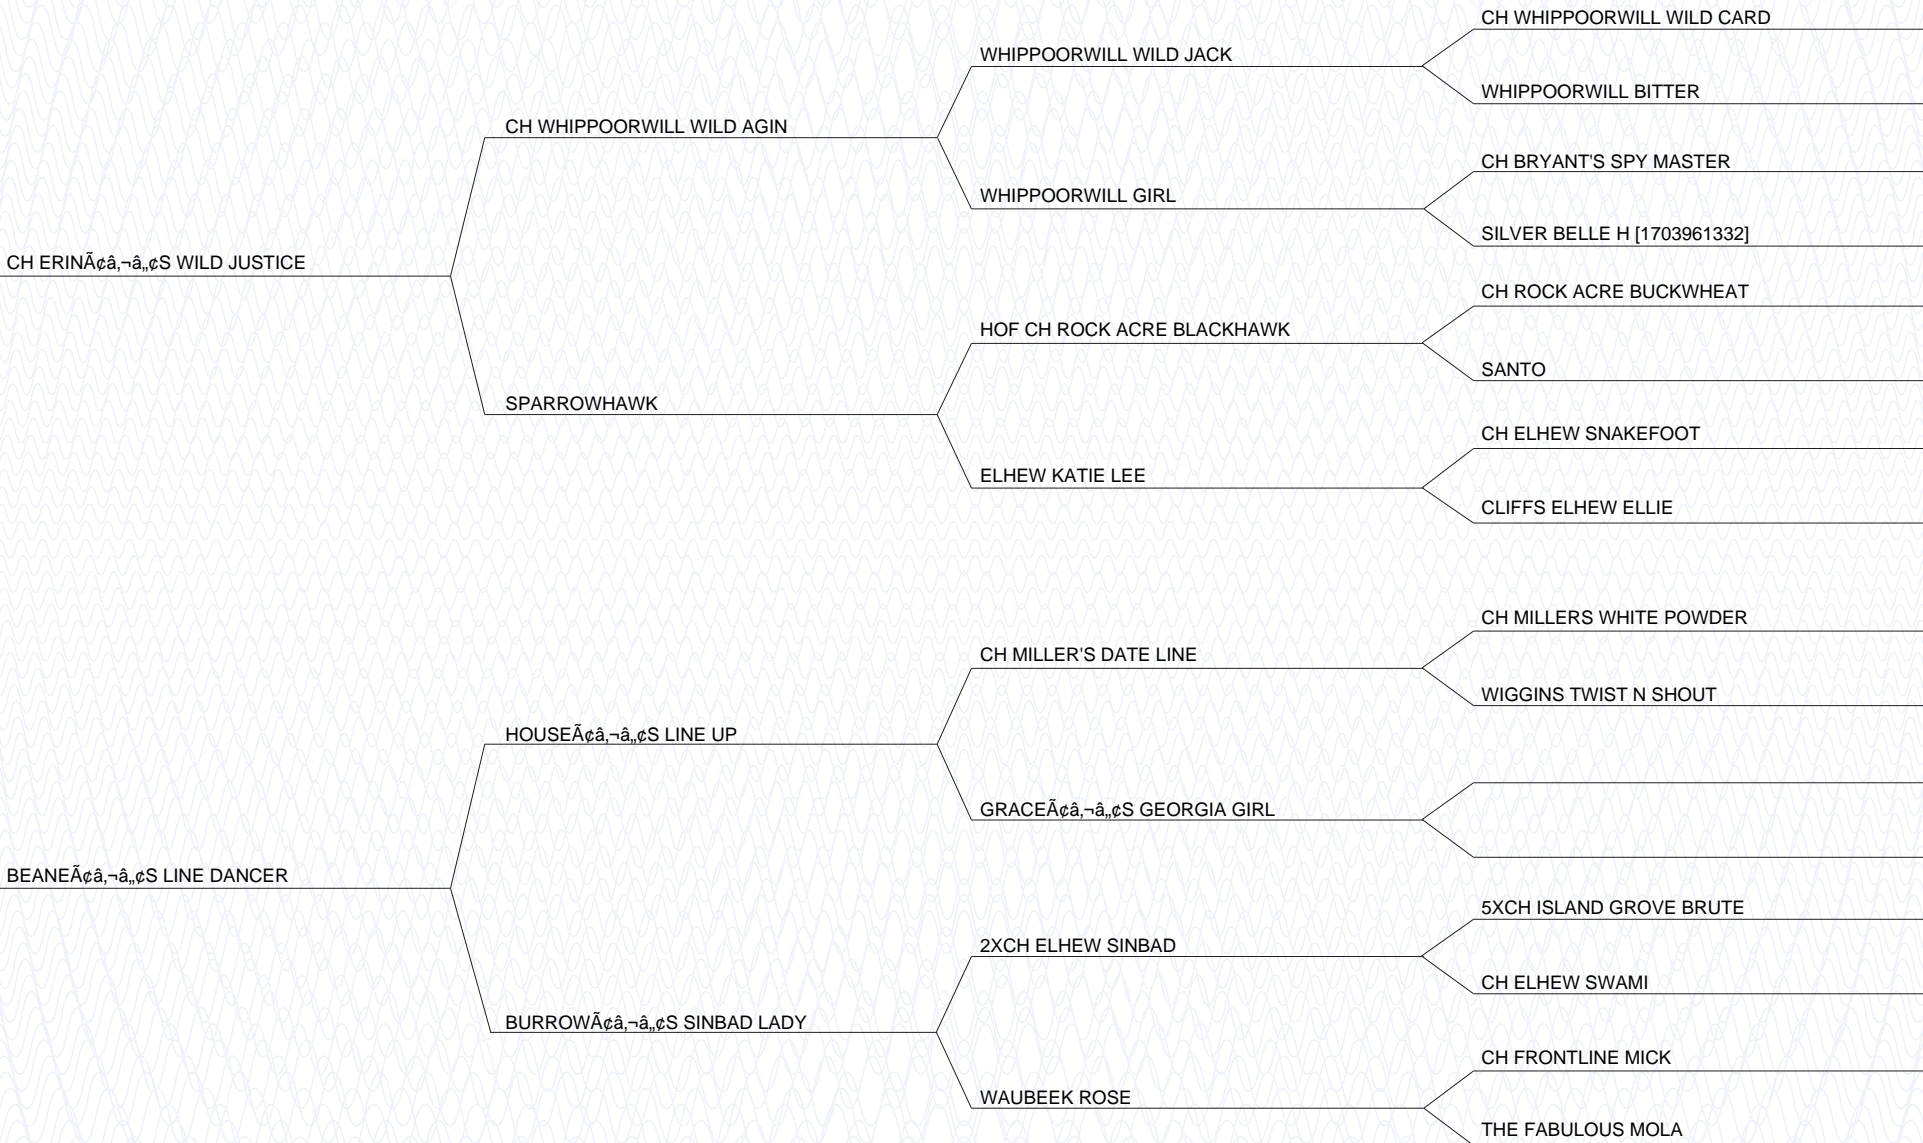 CH WHIPPOORWILL WILD CARD
WHIPPOORWILL WILD JACK
WHIPPOORWILL BITTER
CH WHIPPOORWILL WILD AGIN
CH BRYANT'S SPY MASTER
WHIPPOORWILL GIRL
SILVER BELLE H [1703961332]
CH ERINÃ¢â‚¬â„¢S WILD JUSTICE
CH ROCK ACRE BUCKWHEAT
HOF CH ROCK ACRE BLACKHAWK
SANTO
SPARROWHAWK
CH ELHEW SNAKEFOOT
ELHEW KATIE LEE
CLIFFS ELHEW ELLIE
CH MILLERS WHITE POWDER
CH MILLER'S DATE LINE
WIGGINS TWIST N SHOUT
HOUSEÃ¢â‚¬â„¢S LINE UP
GRACEÃ¢â‚¬â„¢S GEORGIA GIRL
BEANEÃ¢â‚¬â„¢S LINE DANCER
5XCH ISLAND GROVE BRUTE
2XCH ELHEW SINBAD
CH ELHEW SWAMI
BURROWÃ¢â‚¬â„¢S SINBAD LADY
CH FRONTLINE MICK
WAUBEEK ROSE
THE FABULOUS MOLA